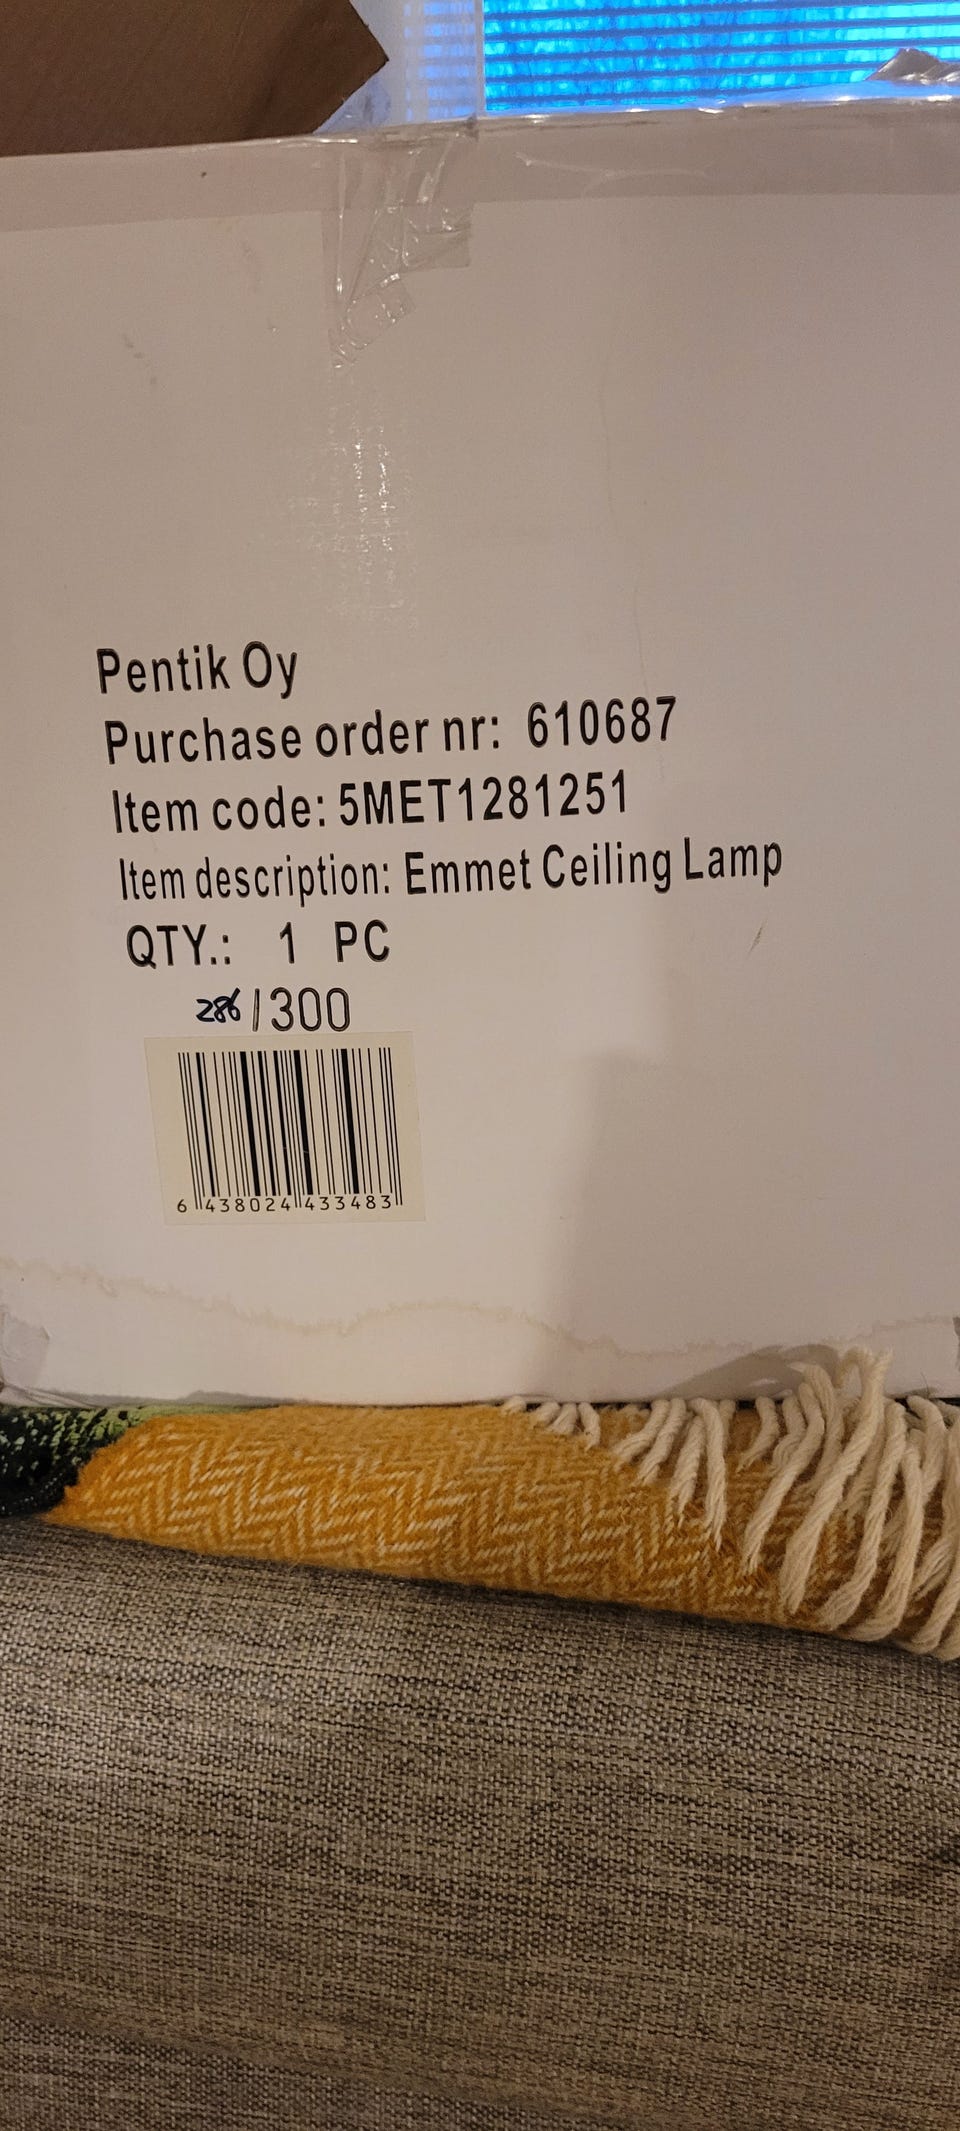 Pentik Oy
Purchase order nr: 610687
Item code: 5MET1281251
Item description: Emmet Ceiling Lamp
QTY.: 1 PC
286/300
6 438024 433483